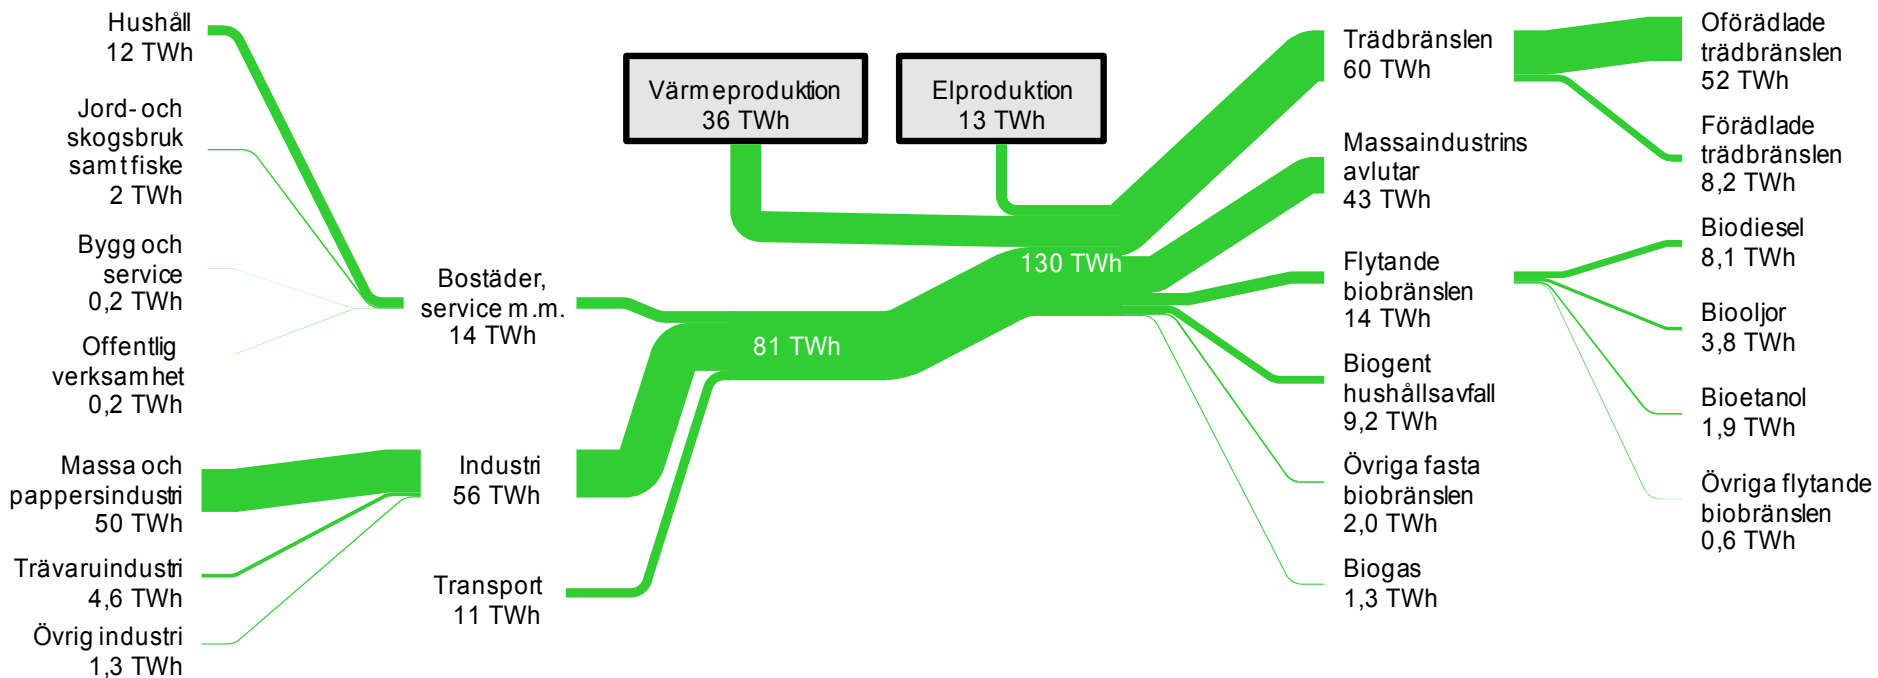 Hushåll
12 TWh
Jord- och
skogsbruk
samt fiske
2 TWh
Bygg och
service
0,2 TWh
Offentlig
verksamhet
0,2 TWh
Massa och
pappersindustri
50 TWh
Trävaruindustri
4,6 TWh
Övrig industri
1,3 TWh
Bostäder,
service m.m.
14 TWh
Industri
56 TWh
Transport
11 TWh
Värmeproduktion
36 TWh
Elproduktion
13 TWh
81 TWh
130 TWh
Trädbränslen
60 TWh
Massaindustrins
avlutar
43 TWh
Flytande
biobränslen
14 TWh
Biogent
hushållsavfall
9,2 TWh
Övriga fasta
biobränslen
2,0 TWh
Biogas
1,3 TWh
Oförädlade
trädbränslen
52 TWh
Förädlade
trädbränslen
8,2 TWh
Biodiesel
8,1 TWh
Biooljor
3,8 TWh
Bioetanol
1,9 TWh
Övriga flytande
biobränslen
0,6 TWh